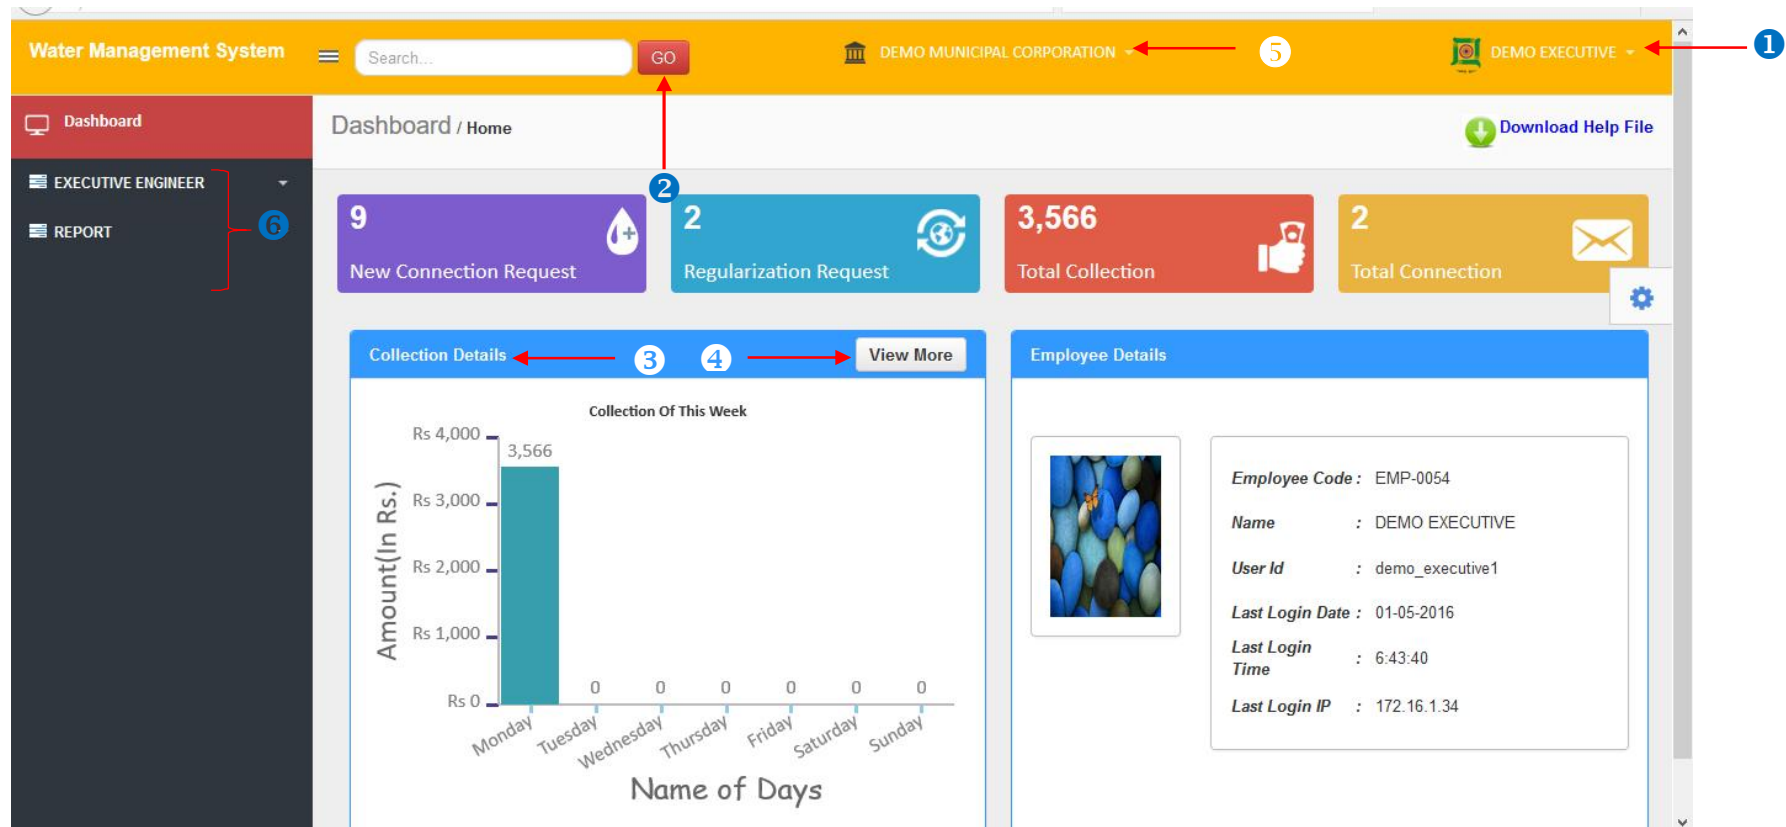 Water Management System
Search...
GO
DEMO MUNICIPAL CORPORATION
5
DEMO EXECUTIVE
1
Dashboard
Dashboard / Home
Download Help File
EXECUTIVE ENGINEER
REPORT
6
2
9
New Connection Request
2
Regularization Request
3,566
Total Collection
2
Total Connection
Collection Details
3
4
View More
Employee Details
Collection Of This Week
Rs 4,000
Rs 3,000
Rs 2,000
Rs 1,000
Rs 0
Amount(In Rs.)
3,566
0
0
0
0
0
0
Monday
Tuesday
Wednesday
Thursday
Friday
Saturday
Sunday
Name of Days
Employee Code : EMP-0054
Name : DEMO EXECUTIVE
User Id : demo_executive1
Last Login Date : 01-05-2016
Last Login
Time : 6:43:40
Last Login IP : 172.16.1.34